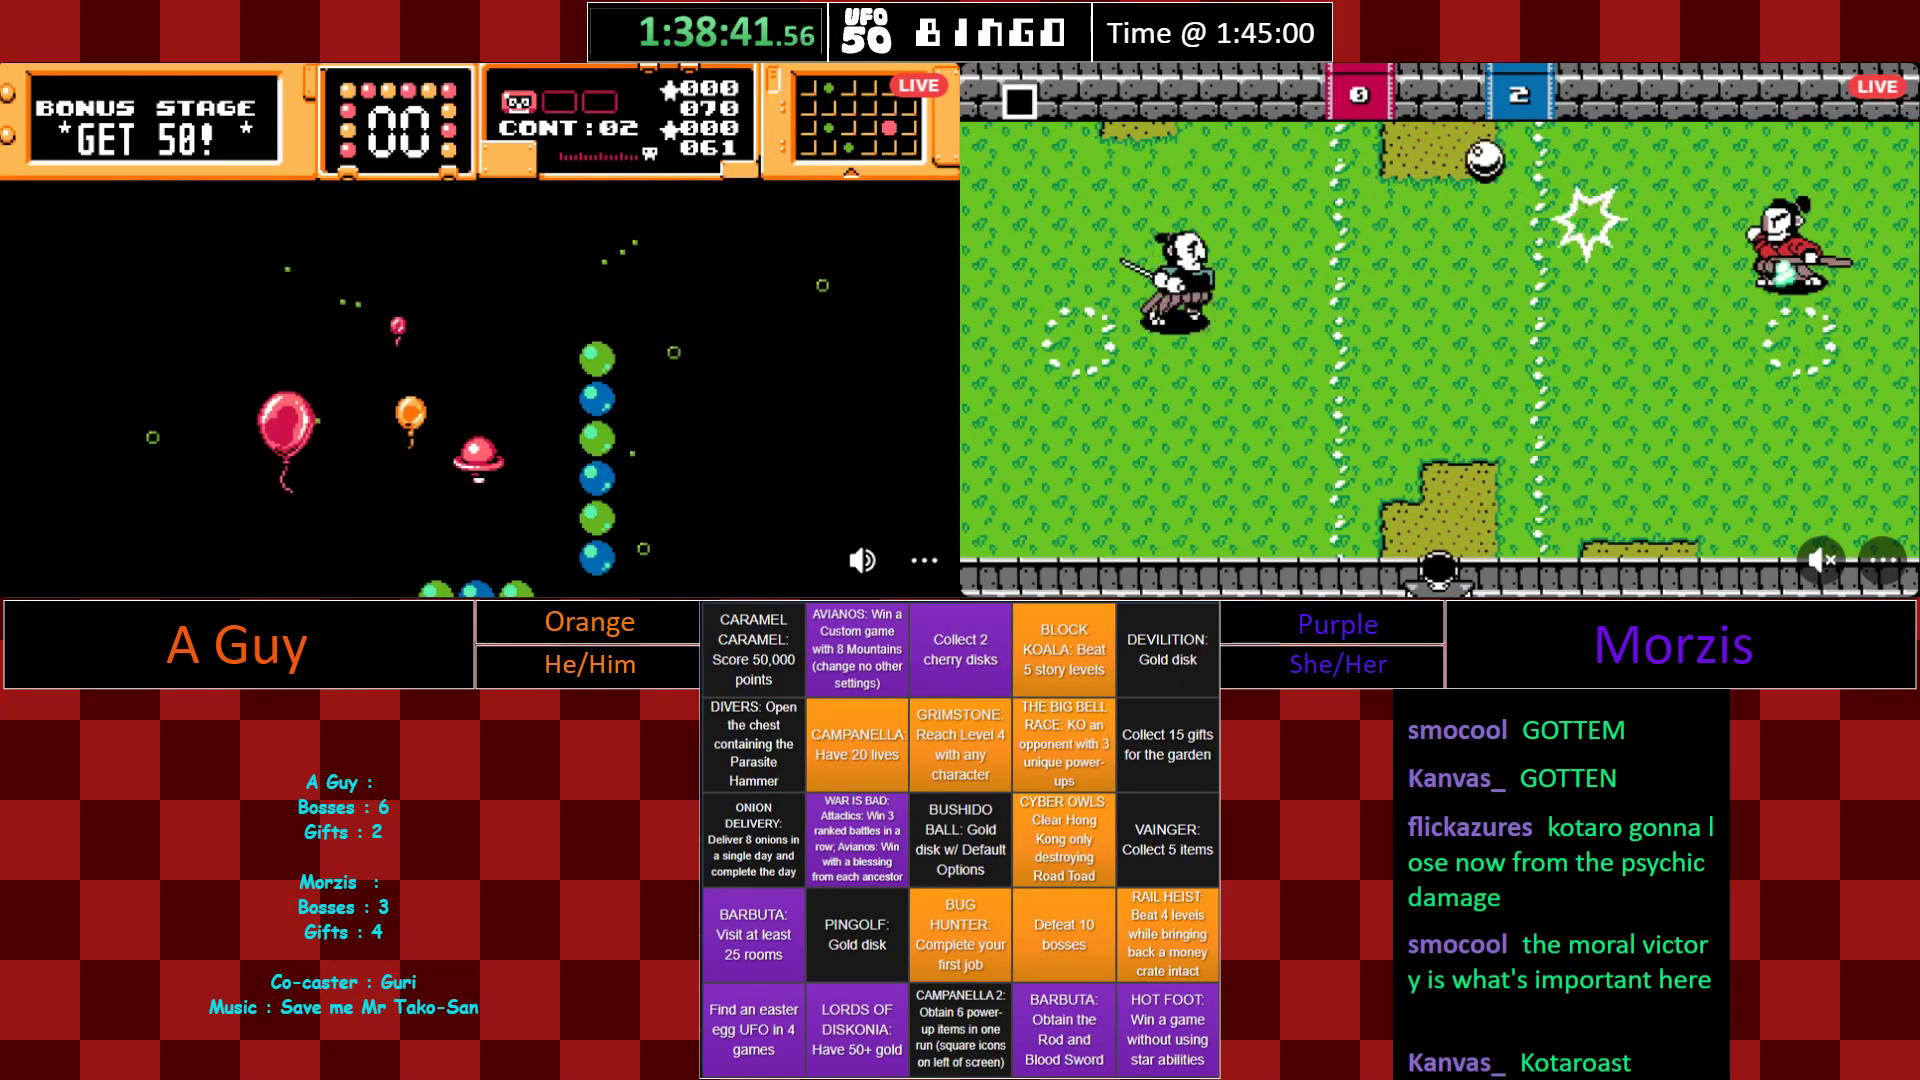 1:38:41.56
UFO 50
BINGO
Time @ 1:45:00
BONUS STAGE
*GET 50! *
00
CONT:02
000
070
000
061
LIVE
0
2
LIVE
A Guy
Orange
He/Him
Purple
She/Her
Morzis
CARAMEL
CARAMEL:
Score 50,000
points
AVIANOS: Win a
Custom game
with 8 Mountains
(change no other
settings)
Collect 2
cherry disks
BLOCK
KOALA: Beat
5 story levels
DEVILITION:
Gold disk
DIVERS: Open
the chest
containing the
Parasite
Hammer
CAMPANELLA:
Have 20 lives
GRIMSTONE:
Reach Level 4
with any
character
THE BIG BELL
RACE: KO an
opponent with 3
unique power-
ups
Collect 15 gifts
for the garden
ONION
DELIVERY:
Deliver 8 onions in
a single day and
complete the day
WAR IS BAD:
Attactics: Win 3
ranked battles in a
row; Avianos: Win
with a blessing
from each ancestor
BUSHIDO
BALL: Gold
disk w/ Default
Options
CYBER OWLS:
Clear Hong
Kong only
destroying
Road Toad
VAINGER:
Collect 5 items
BARBUTA:
Visit at least
25 rooms
PINGOLF:
Gold disk
BUG
HUNTER:
Complete your
first job
Defeat 10
bosses
RAIL HEIST:
Beat 4 levels
while bringing
back a money
crate intact
Find an easter
egg UFO in 4
games
LORDS OF
DISKONIA:
Have 50+ gold
CAMPANELLA 2:
Obtain 6 power-
up items in one
run (square icons
on left of screen)
BARBUTA:
Obtain the
Rod and
Blood Sword
HOT FOOT:
Win a game
without using
star abilities
A Guy :
Bosses : 6
Gifts : 2
Morzis :
Bosses : 3
Gifts : 4
Co-caster : Guri
Music : Save me Mr Tako-San
smocool GOTTEM
Kanvas_ GOTTEN
flickazures kotaro gonna l
ose now from the psychic
damage
smocool the moral victor
y is what's important here
Kanvas_ Kotaroast